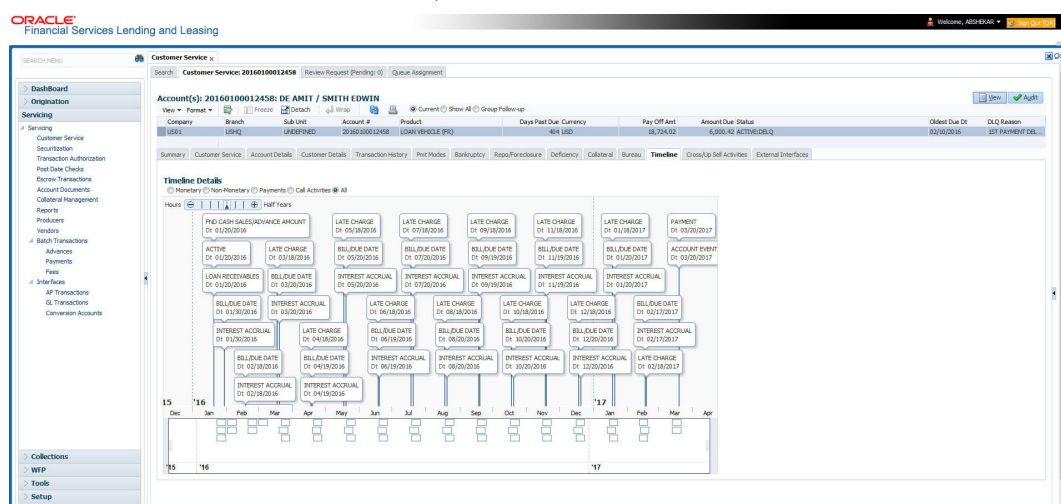 ORACLE
Financial Services Lending and Leasing
Welcome, ABSHEKAR
Sign Out
SEARCH MENU
DashBoard
Origination
Servicing
Servicing
Customer Service
Securitization
Transaction Authorization
Post Date Checks
Escrow Transactions
Account Documents
Collateral Management
Reports
Producers
Vendors
Batch Transactions
Advances
Payments
Fees
Interfaces
AP Transactions
GL Transactions
Conversion Accounts
Collections
WFP
Tools
Setup
Customer Service x
Search Customer Service: 20160100012458 Review Request (Pending: 0) Queue Assignment
Account(s): 20160100012458: DE AMIT / SMITH EDWIN
View Audit
View Format Freeze Detach Wrap Current Show All Group Follow-up
Company Branch Sub Unit Account # Product Days Past Due Currency Pay Off Amt Amount Due Status Oldest Due Dt DLQ Reason
US01 USHQ UNDEFINED 20160100012458 LOAN VEHICLE (FR) 404 USD 18,724.02 6,000.42 ACTIVE:DELQ 02/10/2016 1ST PAYMENT DEL...
Summary Customer Service Account Details Customer Details Transaction History Pmt Modes Bankruptcy Repo/Foreclosure Deficiency Collateral Bureau Timeline Cross/Up Sell Activities External Interfaces
Timeline Details
Monetary Non-Monetary Payments Call Activities All
Hours Half Years
FND CASH SALES/ADVANCE AMOUNT LATE CHARGE LATE CHARGE LATE CHARGE LATE CHARGE LATE CHARGE PAYMENT
Dt 01/20/2016 Dt 05/18/2016 Dt 07/18/2016 Dt 09/18/2016 Dt 11/18/2016 Dt 01/18/2017 Dt 03/20/2017
ACTIVE LATE CHARGE BILL/DUE DATE BILL/DUE DATE BILL/DUE DATE BILL/DUE DATE BILL/DUE DATE ACCOUNT EVENT
Dt 01/20/2016 Dt 03/18/2016 Dt 05/20/2016 Dt 07/20/2016 Dt 09/19/2016 Dt 11/19/2016 Dt 01/20/2017 Dt 03/20/2017
LOAN RECEIVABLES BILL/DUE DATE INTEREST ACCRUAL INTEREST ACCRUAL INTEREST ACCRUAL INTEREST ACCRUAL INTEREST ACCRUAL
Dt 01/20/2016 Dt 03/20/2016 Dt 05/20/2016 Dt 07/20/2016 Dt 09/19/2016 Dt 11/19/2016 Dt 01/20/2017
BILL/DUE DATE INTEREST ACCRUAL LATE CHARGE LATE CHARGE LATE CHARGE LATE CHARGE BILL/DUE DATE
Dt 01/30/2016 Dt 03/20/2016 Dt 06/18/2016 Dt 08/18/2016 Dt 10/18/2016 Dt 12/18/2016 Dt 02/17/2017
INTEREST ACCRUAL LATE CHARGE BILL/DUE DATE BILL/DUE DATE BILL/DUE DATE BILL/DUE DATE INTEREST ACCRUAL
Dt 01/30/2016 Dt 04/18/2016 Dt 06/19/2016 Dt 08/20/2016 Dt 10/20/2016 Dt 12/20/2016 Dt 02/17/2017
BILL/DUE DATE BILL/DUE DATE INTEREST ACCRUAL INTEREST ACCRUAL INTEREST ACCRUAL INTEREST ACCRUAL LATE CHARGE
Dt 02/18/2016 Dt 04/19/2016 Dt 06/19/2016 Dt 08/20/2016 Dt 10/20/2016 Dt 12/20/2016 Dt 02/18/2017
INTEREST ACCRUAL INTEREST ACCRUAL
Dt 02/18/2016 Dt 04/19/2016
15 '16 '17
Dec Jan Feb Mar Apr May Jun Jul Aug Sep Oct Nov Dec Jan Feb Mar Apr
'15 '16 '17